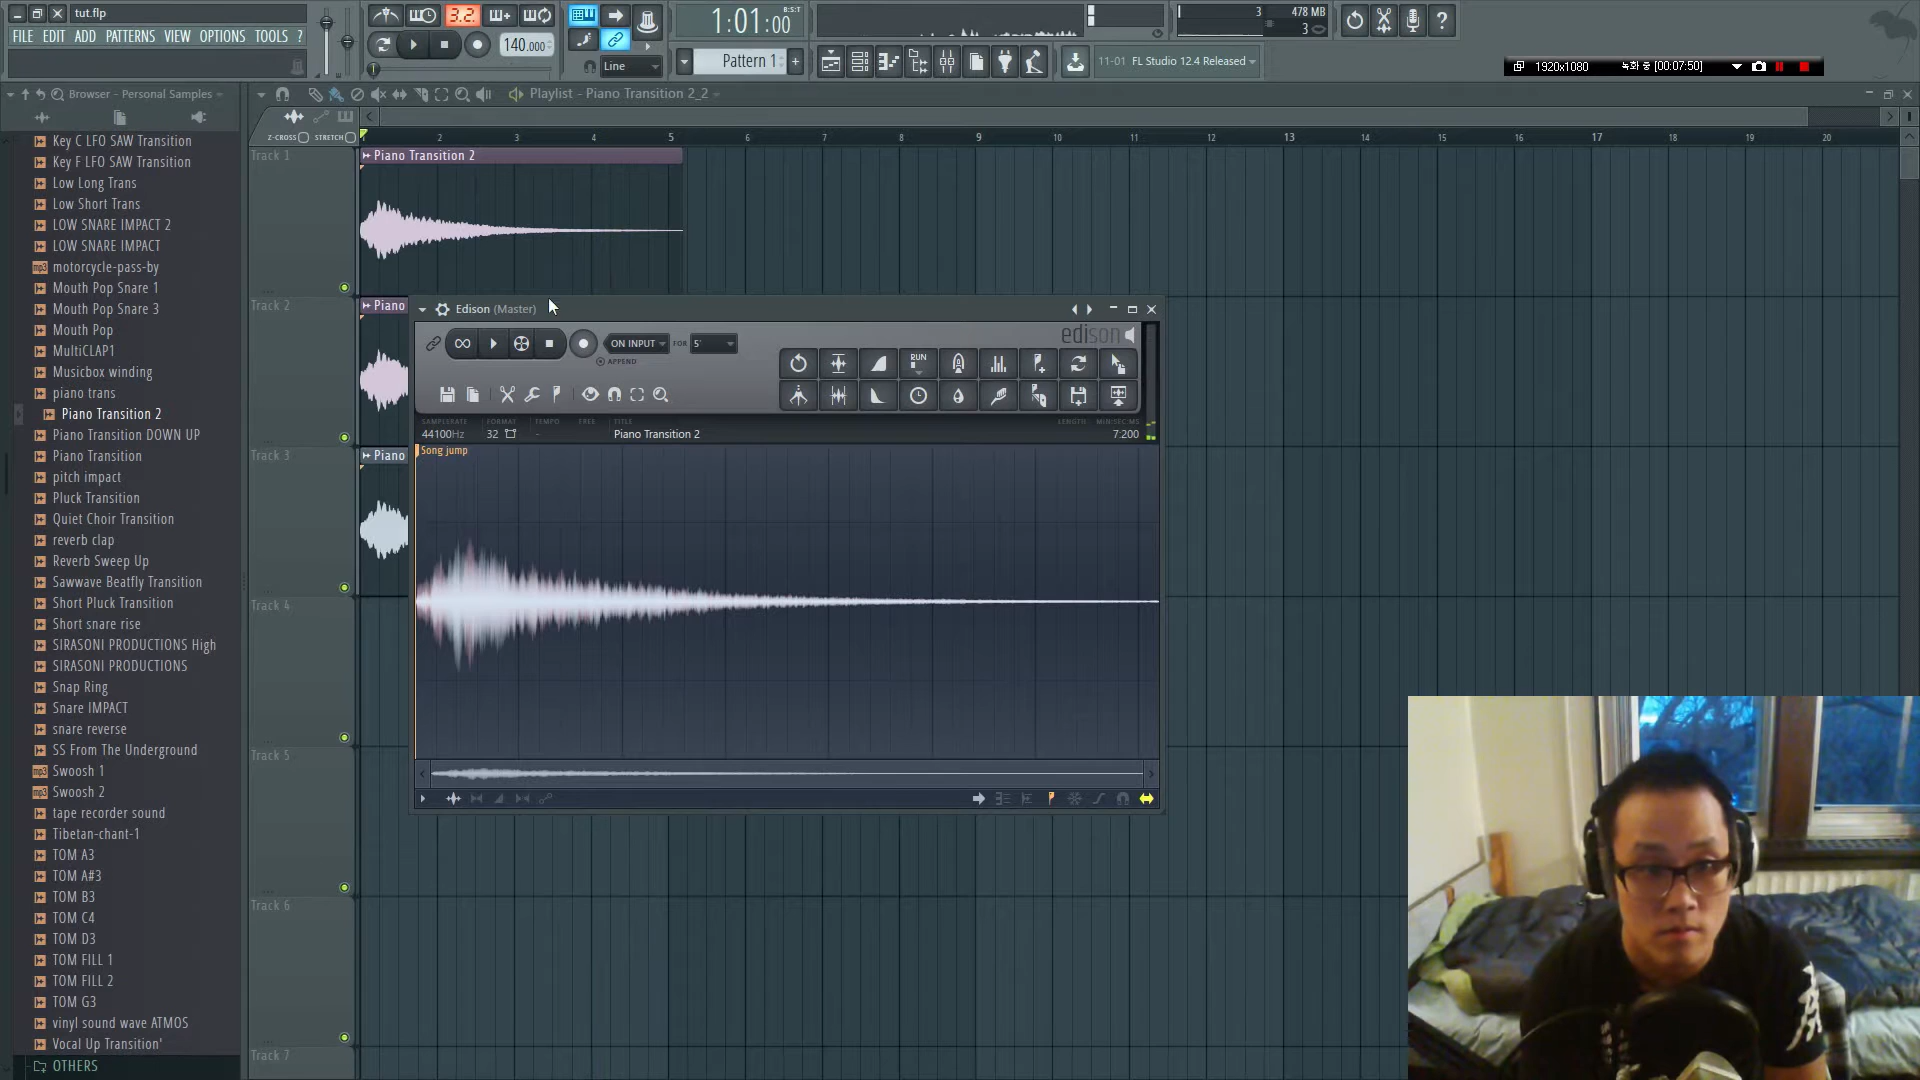 tut.flp
FILE EDIT ADD PATTERNS VIEW OPTIONS TOOLS ?
3.2.
140.000
Line
1:01:00
B:S:T
Pattern 1
+
3
478 MB
3
11-01 FL Studio 12.4 Released
1920x1080
녹화 중 [00:07:50]
Browser - Personal Samples
Playlist - Piano Transition 2_2
Z-CROSS
STRETCH
2 3 4 5 6 7 8 9 10 11 12 13 14 15 16 17 18 19 20
Key C LFO SAW Transition
Key F LFO SAW Transition
Low Long Trans
Low Short Trans
LOW SNARE IMPACT 2
LOW SNARE IMPACT
mp3 motorcycle-pass-by
Mouth Pop Snare 1
Mouth Pop Snare 3
Mouth Pop
MultiCLAP1
Musicbox winding
piano trans
Piano Transition 2
Piano Transition DOWN UP
Piano Transition
pitch impact
Pluck Transition
Quiet Choir Transition
reverb clap
Reverb Sweep Up
Sawwave Beatfly Transition
Short Pluck Transition
Short snare rise
SIRASONI PRODUCTIONS High
SIRASONI PRODUCTIONS
Snap Ring
Snare IMPACT
snare reverse
SS From The Underground
mp3 Swoosh 1
mp3 Swoosh 2
tape recorder sound
Tibetan-chant-1
TOM A3
TOM A#3
TOM B3
TOM C4
TOM D3
TOM FILL 1
TOM FILL 2
TOM G3
vinyl sound wave ATMOS
Vocal Up Transition'
OTHERS
Track 1
Piano Transition 2
Track 2
Piano
Track 3
Piano
Track 4
Track 5
Track 6
Track 7
Edison (Master)
ON INPUT
FOR
5'
APPEND
edison
RUN
SAMPLERATE
FORMAT
TEMPO
FREE
TITLE
LENGTH
MIN:SEC:MS
44100Hz
32
-
Piano Transition 2
7:200
Song jump